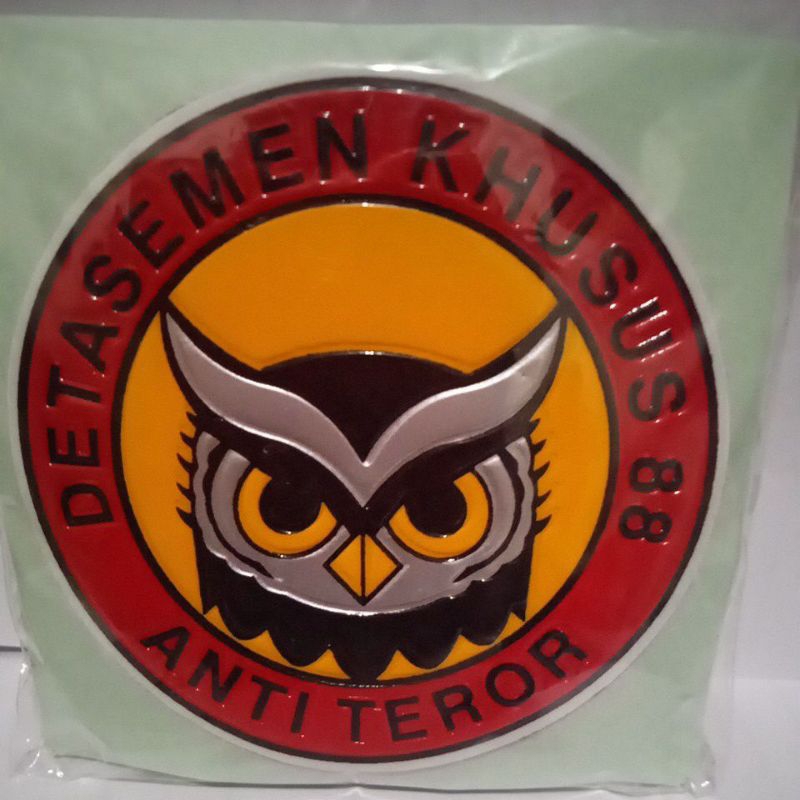 DETASEMEN KHUSUS 88
ANTI TEROR